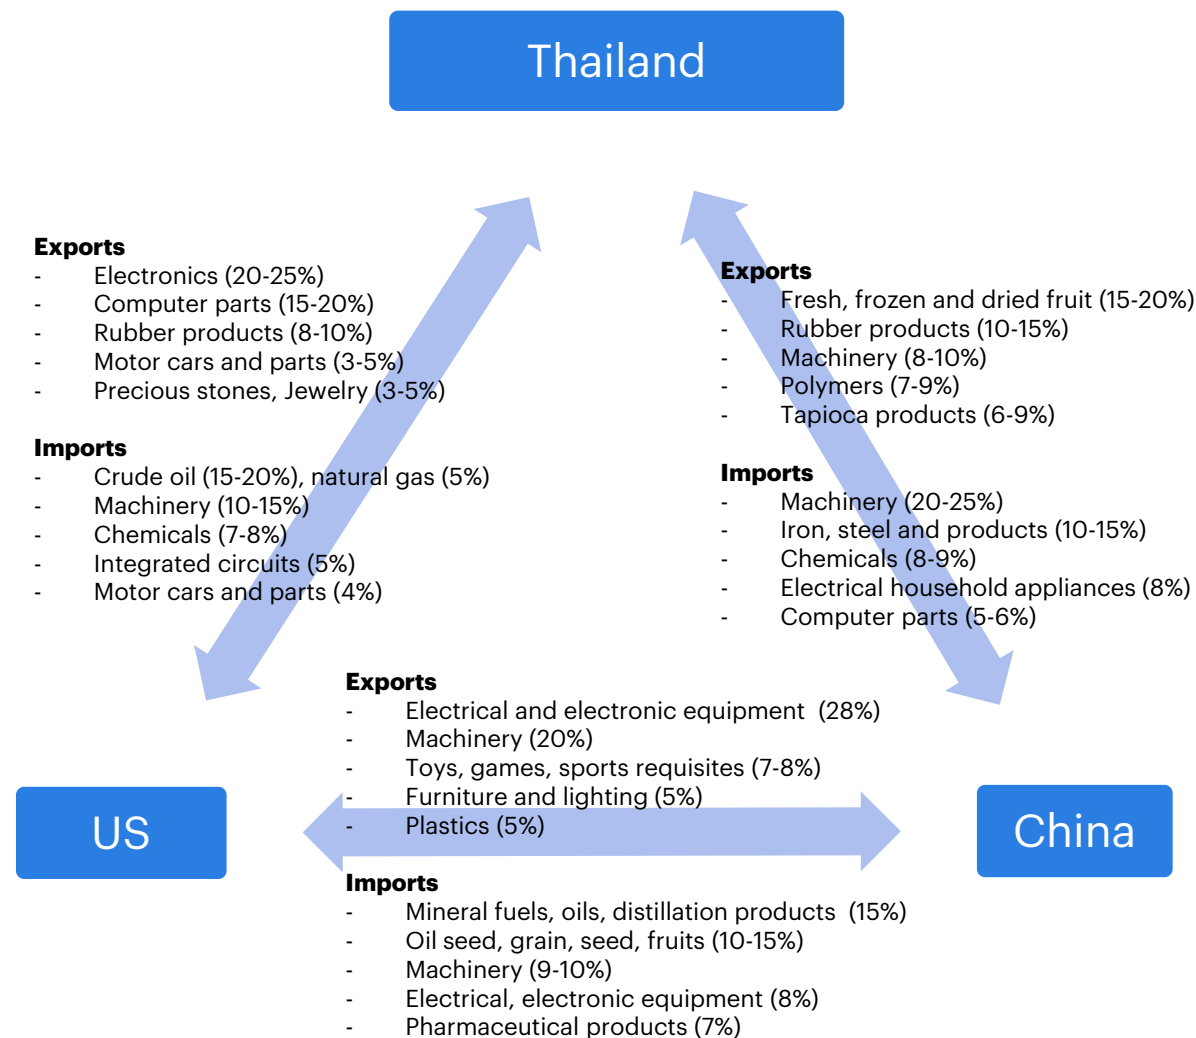 Thailand
Exports
- Electronics (20-25%)
- Computer parts (15-20%)
- Rubber products (8-10%)
- Motor cars and parts (3-5%)
- Precious stones, Jewelry (3-5%)
Imports
- Crude oil (15-20%), natural gas (5%)
- Machinery (10-15%)
- Chemicals (7-8%)
- Integrated circuits (5%)
- Motor cars and parts (4%)
Exports
- Fresh, frozen and dried fruit (15-20%)
- Rubber products (10-15%)
- Machinery (8-10%)
- Polymers (7-9%)
- Tapioca products (6-9%)
Imports
- Machinery (20-25%)
- Iron, steel and products (10-15%)
- Chemicals (8-9%)
- Electrical household appliances (8%)
- Computer parts (5-6%)
US
Exports
- Electrical and electronic equipment (28%)
- Machinery (20%)
- Toys, games, sports requisites (7-8%)
- Furniture and lighting (5%)
- Plastics (5%)
Imports
- Mineral fuels, oils, distillation products (15%)
- Oil seed, grain, seed, fruits (10-15%)
- Machinery (9-10%)
- Electrical, electronic equipment (8%)
- Pharmaceutical products (7%)
China